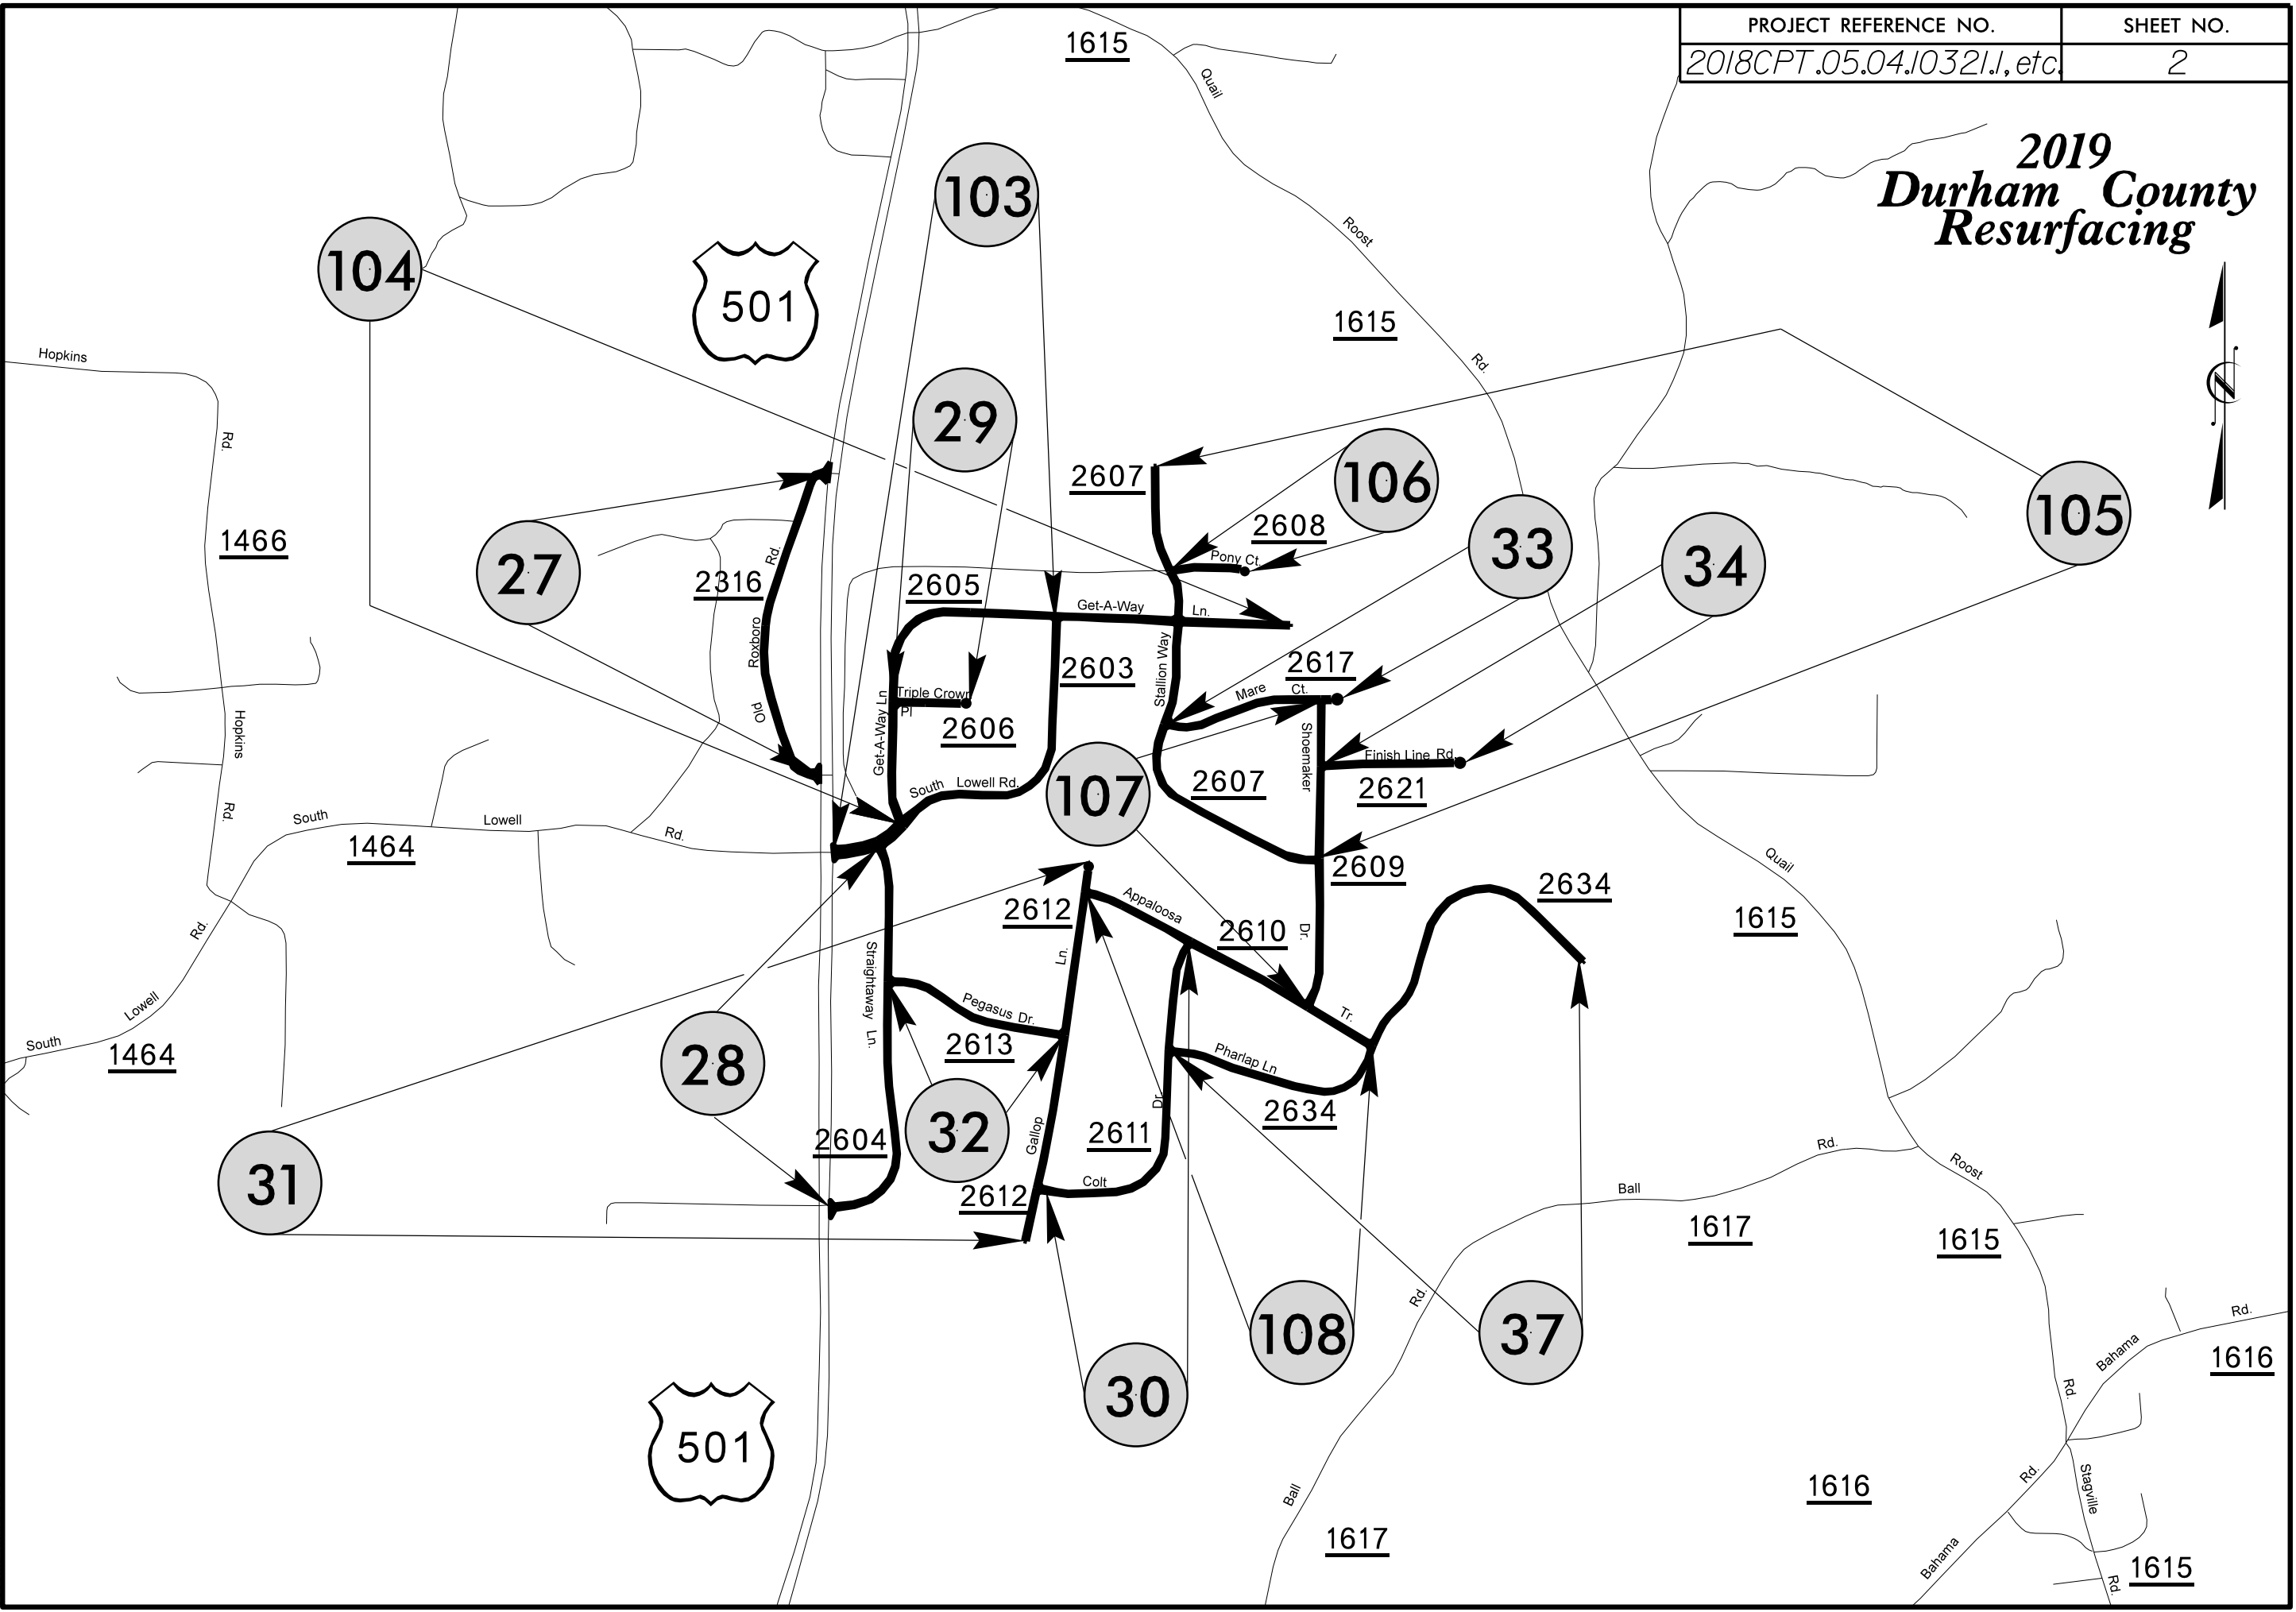 PROJECT REFERENCE NO.
SHEET NO.
2018CPT.05.04.10321.1, etc.
2
2019
Durham County
Resurfacing
N
1615
Quail
Roost
Rd.
1615
103
104
501
29
27
106
33
34
105
107
28
32
31
30
108
37
Hopkins
Rd.
1466
Hopkins
Rd.
2316
Rd.
Roxboro
Old
2607
2608
Pony Ct.
2605
Get-A-Way
Ln.
2603
Stallion Way
2617
Mare
Ct.
Triple Crown
Pl
2606
Get-A-Way Ln
Shoemaker
Finish Line Rd.
2621
2607
South
Lowell Rd.
South
Lowell
Rd.
1464
2609
Dr.
Rd.
Lowell
South
1464
2612
Appaloosa
2610
Tr.
2634
Ln.
Straightaway Ln.
Pegasus Dr.
2613
Pharlap Ln
2634
Dr.
2611
Gallop
2604
Colt
2612
Quail
1615
Rd.
Ball
1617
Roost
1615
Rd.
Rd.
Bahama
Rd.
1616
501
Ball
1617
1616
Rd.
Stagville
Bahama
1615
Rd.